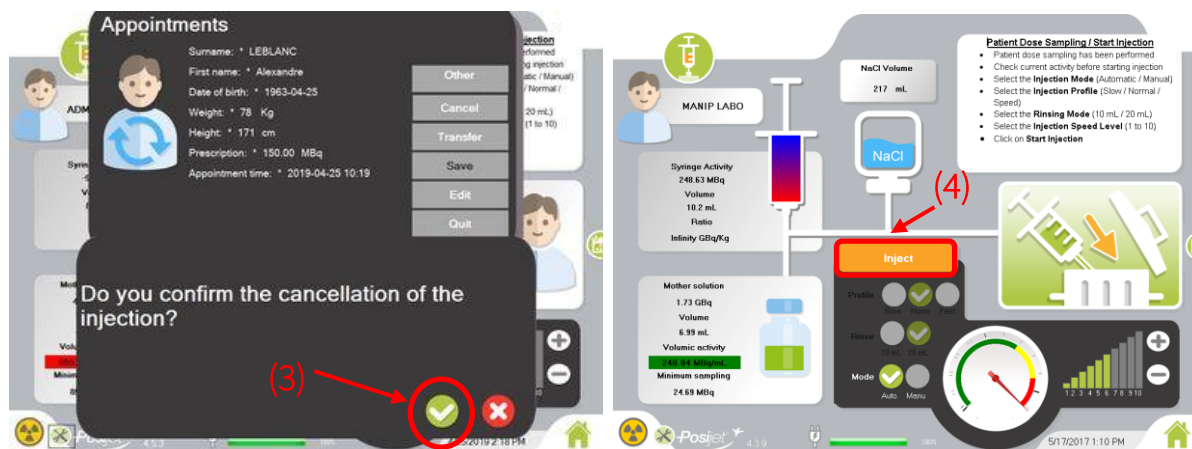 Appointments
Surname: * LEBLANC
First name: * Alexandre
Date of birth: * 1963-04-25
Weight: * 78 Kg
Height: * 171 cm
Prescription: * 150.00 MBq
Appointment time: * 2019-04-25 10:19
Other
Cancel
Transfer
Save
Edit
Quit
Do you confirm the cancellation of the
injection?
(3)
4.5.3
100%
2019 2:18 PM
E
MANIP LABO
NaCl Volume
217 mL
NaCl
Patient Dose Sampling / Start Injection
• Patient dose sampling has been performed
• Check current activity before starting injection
• Select the Injection Mode (Automatic / Manual)
• Select the Injection Profile (Slow / Normal /
Speed)
• Select the Rinsing Mode (10 mL / 20 mL)
• Select the Injection Speed Level (1 to 10)
• Click on Start Injection
Syringe Activity
248.63 MBq
Volume
10.2 mL
Ratio
Infinity GBq/Kg
(4)
Inject
Profile
Slow Norm Fast
Rinse
10 mL 20 mL
Mode
Auto Manu
Mother solution
1.73 GBq
Volume
6.99 mL
Volumic activity
246.94 MBq/mL
Minimum sampling
24.69 MBq
1 2 3 4 5 6 7 8 9 10
Posijet 4.3.9
100%
5/17/2017 1:10 PM